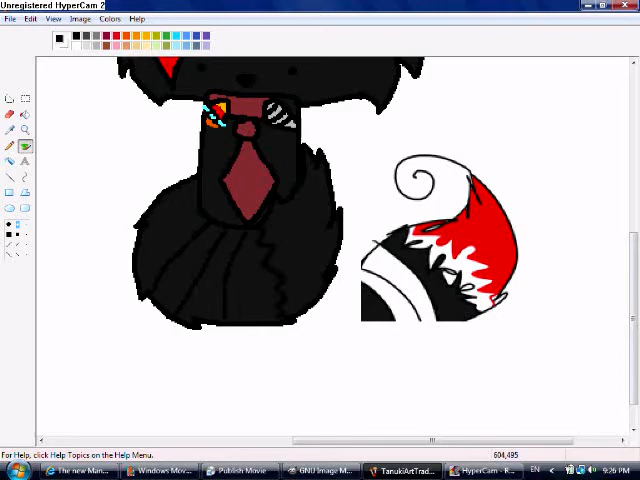 Unregistered HyperCam 2
File Edit View Image Colors Help
For Help, click Help Topics on the Help Menu.
604,495
The new Man...
Windows Mov...
Publish Movie
GNU Image M...
TanukiArtTrad...
HyperCam - R...
EN
9:26 PM